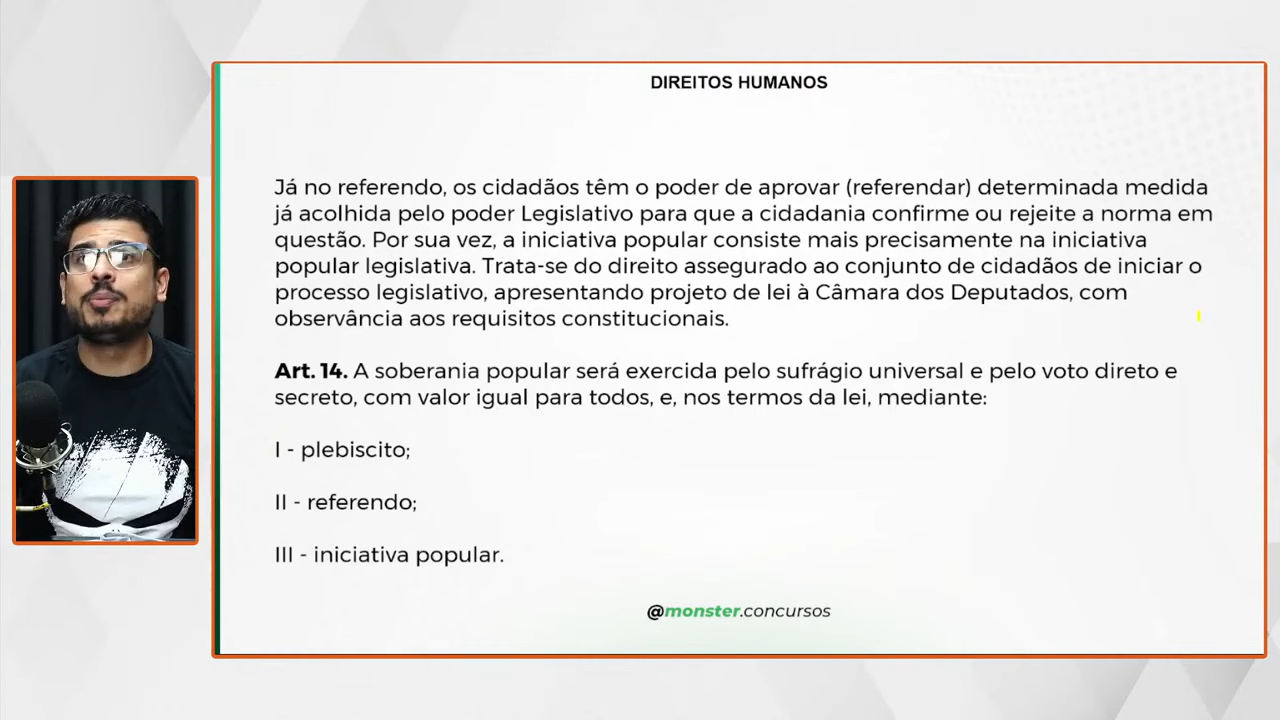 DIREITOS HUMANOS
Já no referendo, os cidadãos têm o poder de aprovar (referendar) determinada medida
já acolhida pelo poder Legislativo para que a cidadania confirme ou rejeite a norma em
questão. Por sua vez, a iniciativa popular consiste mais precisamente na iniciativa
popular legislativa. Trata-se do direito assegurado ao conjunto de cidadãos de iniciar o
processo legislativo, apresentando projeto de lei à Câmara dos Deputados, com
observância aos requisitos constitucionais.
Art. 14. A soberania popular será exercida pelo sufrágio universal e pelo voto direto e
secreto, com valor igual para todos, e, nos termos da lei, mediante:
I - plebiscito;
II - referendo;
III - iniciativa popular.
@monster.concursos